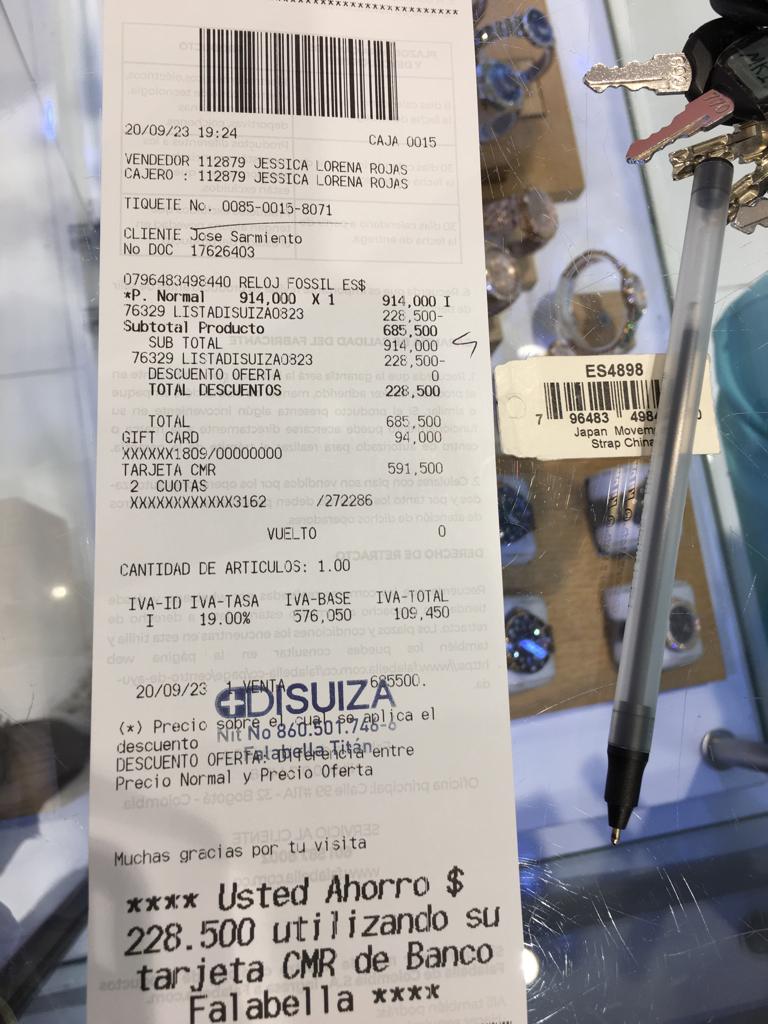 ********************************
20/09/23 19:24 CAJA 0015
VENDEDOR 112879 JESSICA LORENA ROJAS
CAJERO : 112879 JESSICA LORENA ROJAS
TIQUETE No. 0085-0015-8071
CLIENTE Jose Sarmiento
No DOC 17626403
0796483498440 RELOJ FOSSIL ES$
*P. Normal 914,000 X 1 914,000 I
76329 LISTADISUIZA0823 228,500-
Subtotal Producto 685,500
SUB TOTAL 914,000
76329 LISTADISUIZA0823 228,500-
DESCUENTO OFERTA 0
TOTAL DESCUENTOS 228,500
TOTAL 685,500
GIFT CARD 94,000
XXXXXX1809/00000000
TARJETA CMR 591,500
2 CUOTAS
XXXXXXXXXXXX3162 /272286
VUELTO 0
CANTIDAD DE ARTICULOS: 1.00
IVA-ID IVA-TASA IVA-BASE IVA-TOTAL
I 19.00% 576,050 109,450
20/09/23 1 VENTA 685500.
DISUIZA
Nit No 860.501.746-6
Falabella Titán
(*) Precio sobre el cual se aplica el
descuento
DESCUENTO OFERTA: Diferencia entre
Precio Normal y Precio Oferta
Muchas gracias por tu visita
**** Usted Ahorro $
228.500 utilizando su
tarjeta CMR de Banco
Falabella ****
ES4898
7 96483 4984
Japan Movem
Strap China